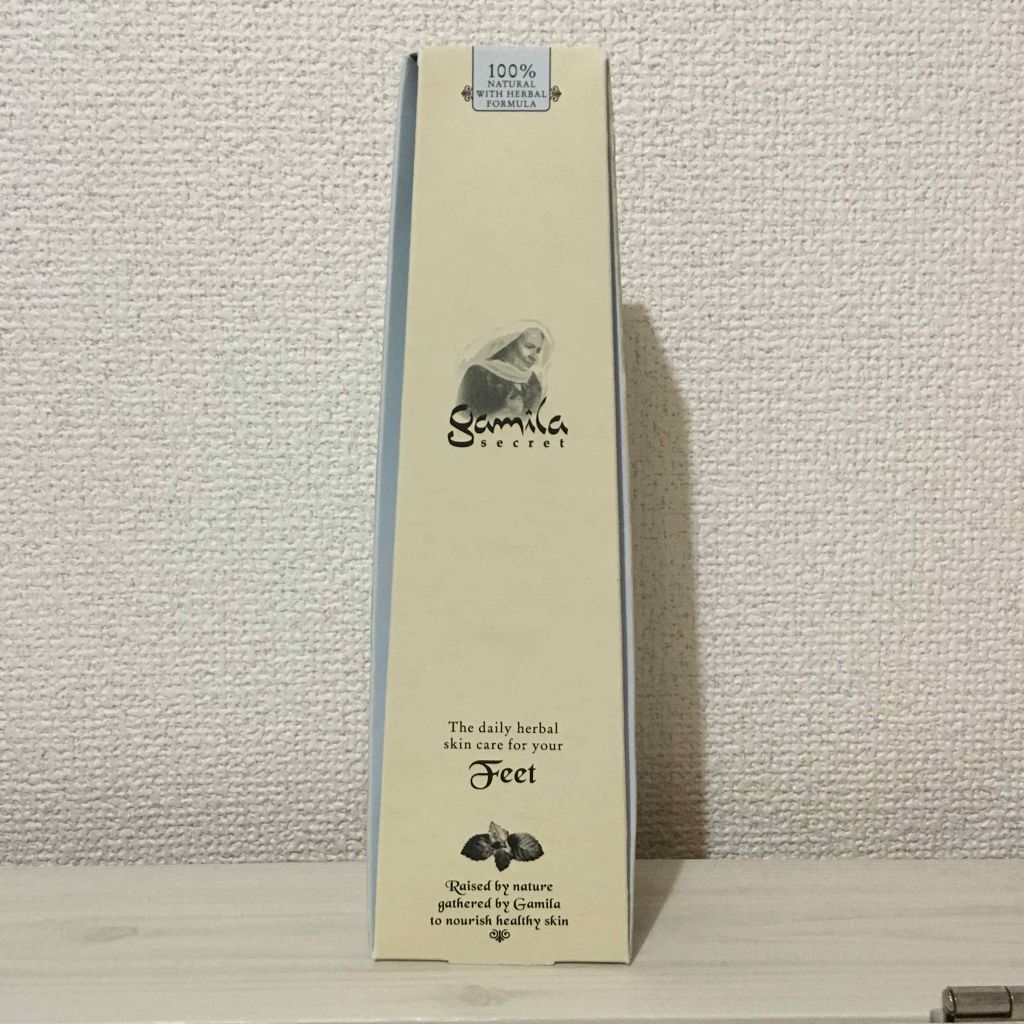 100%
NATURAL
WITH HERBAL
FORMULA
gamila
secret
The daily herbal
skin care for your
Feet
Raised by nature
gathered by Gamila
to nourish healthy skin